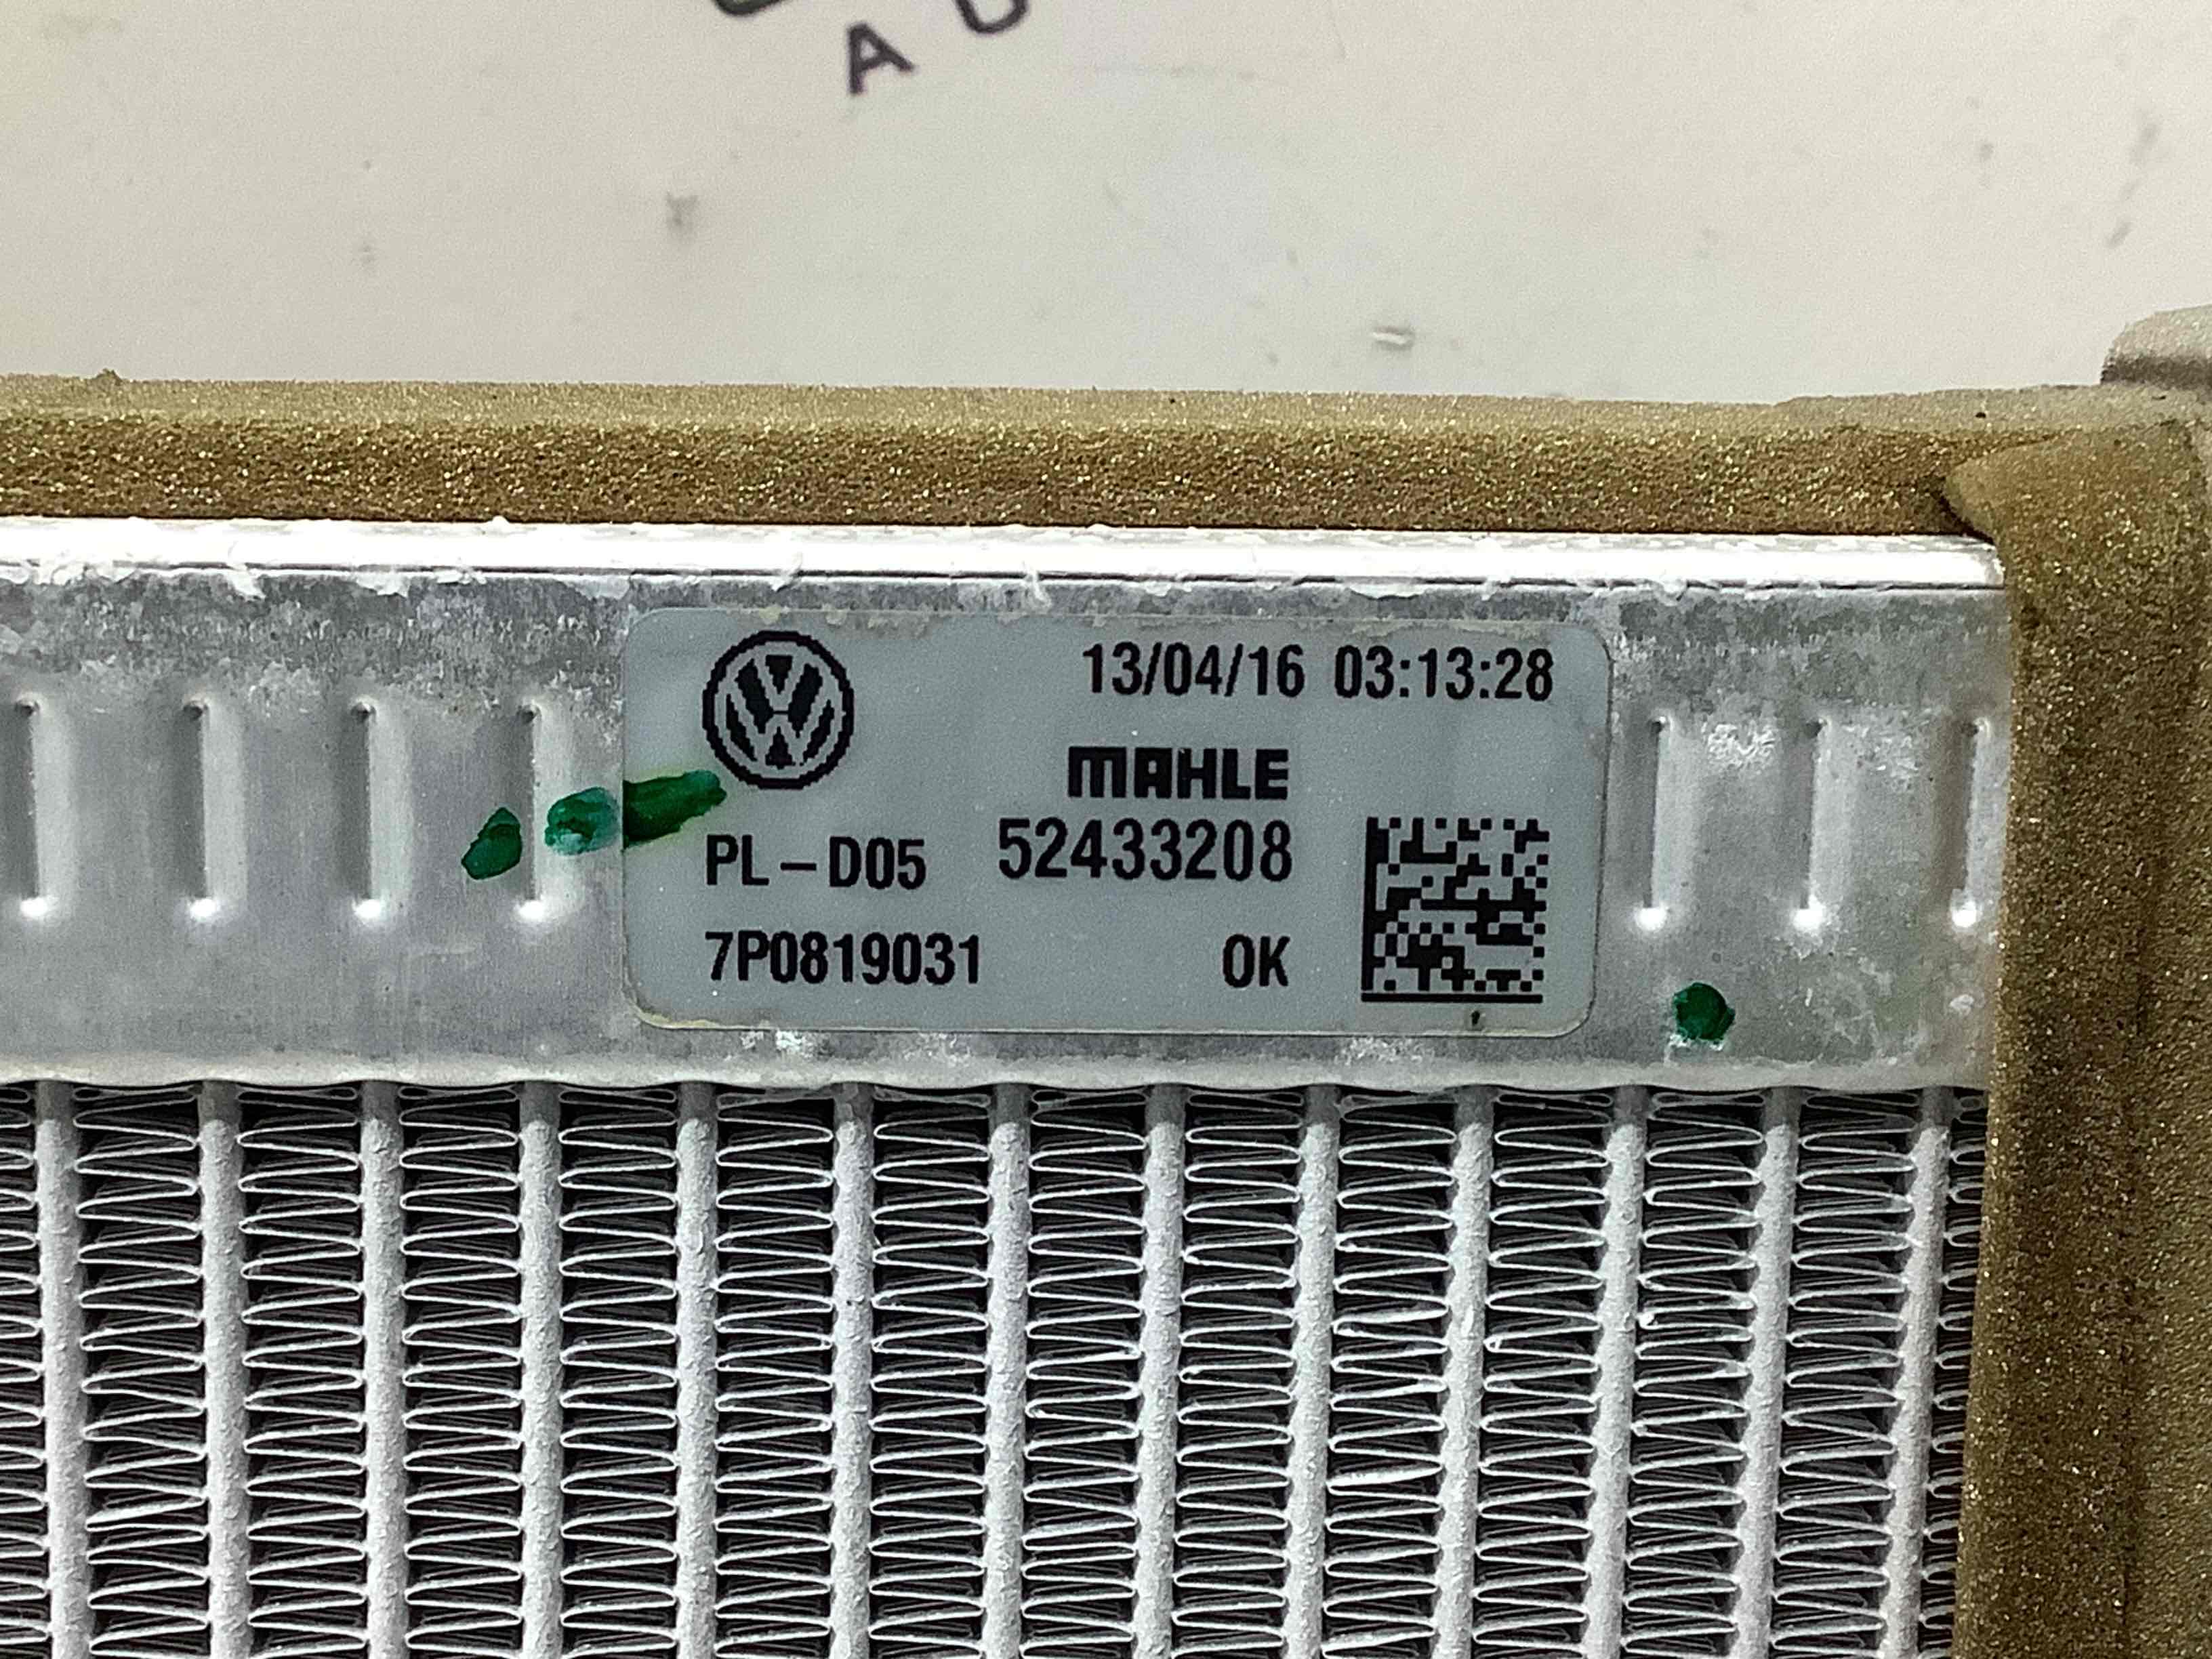 A U
13/04/16 03:13:28
MAHLE
PL-D05 52433208
7P0819031 OK